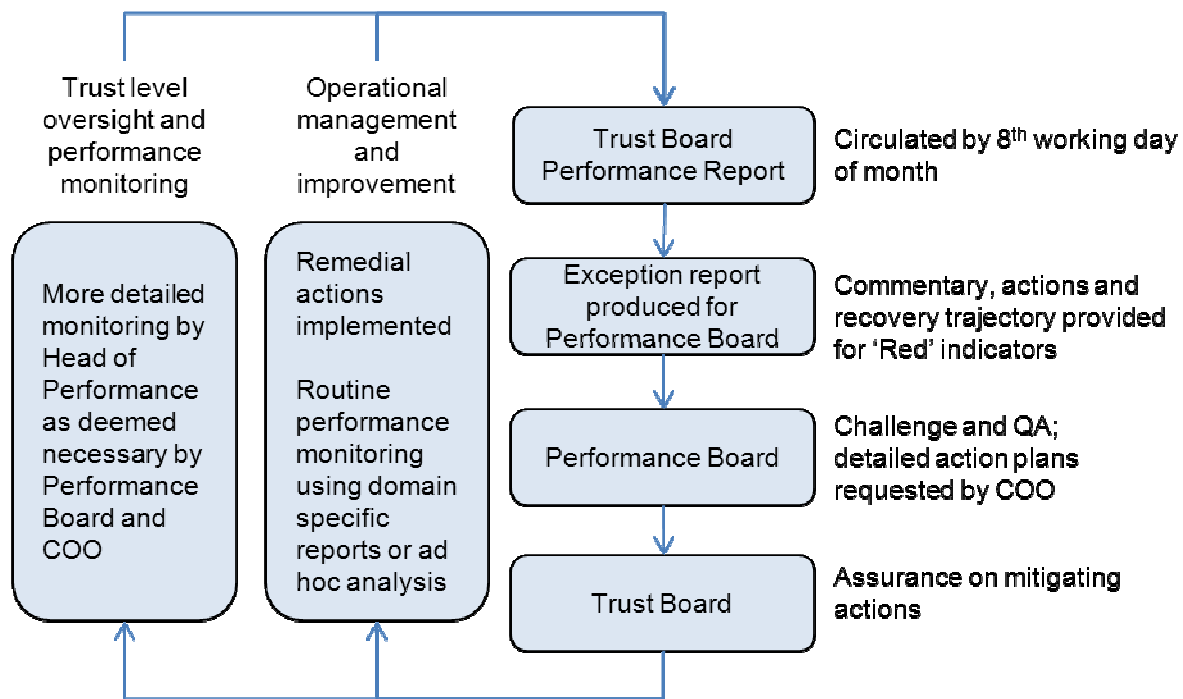 Trust level
oversight and
performance
monitoring
More detailed
monitoring by
Head of
Performance
as deemed
necessary by
Performance
Board and
COO
Operational
management
and
improvement
Remedial
actions
implemented
Routine
performance
monitoring
using domain
specific
reports or ad
hoc analysis
Trust Board
Performance Report
Circulated by 8th working day
of month
Exception report
produced for
Performance Board
Commentary, actions and
recovery trajectory provided
for ‘Red’ indicators
Performance Board
Challenge and QA;
detailed action plans
requested by COO
Trust Board
Assurance on mitigating
actions